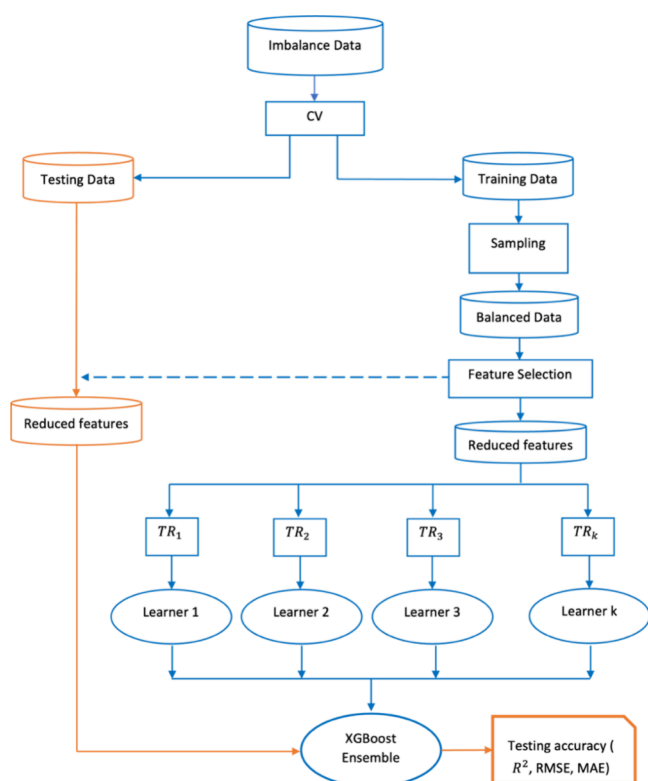 Imbalance Data
CV
Testing Data
Training Data
Sampling
Balanced Data
Feature Selection
Reduced features
Reduced features
TR₁
TR₂
TR₃
TRₖ
Learner 1
Learner 2
Learner 3
Learner k
XGBoost
Ensemble
Testing accuracy (
R², RMSE, MAE)